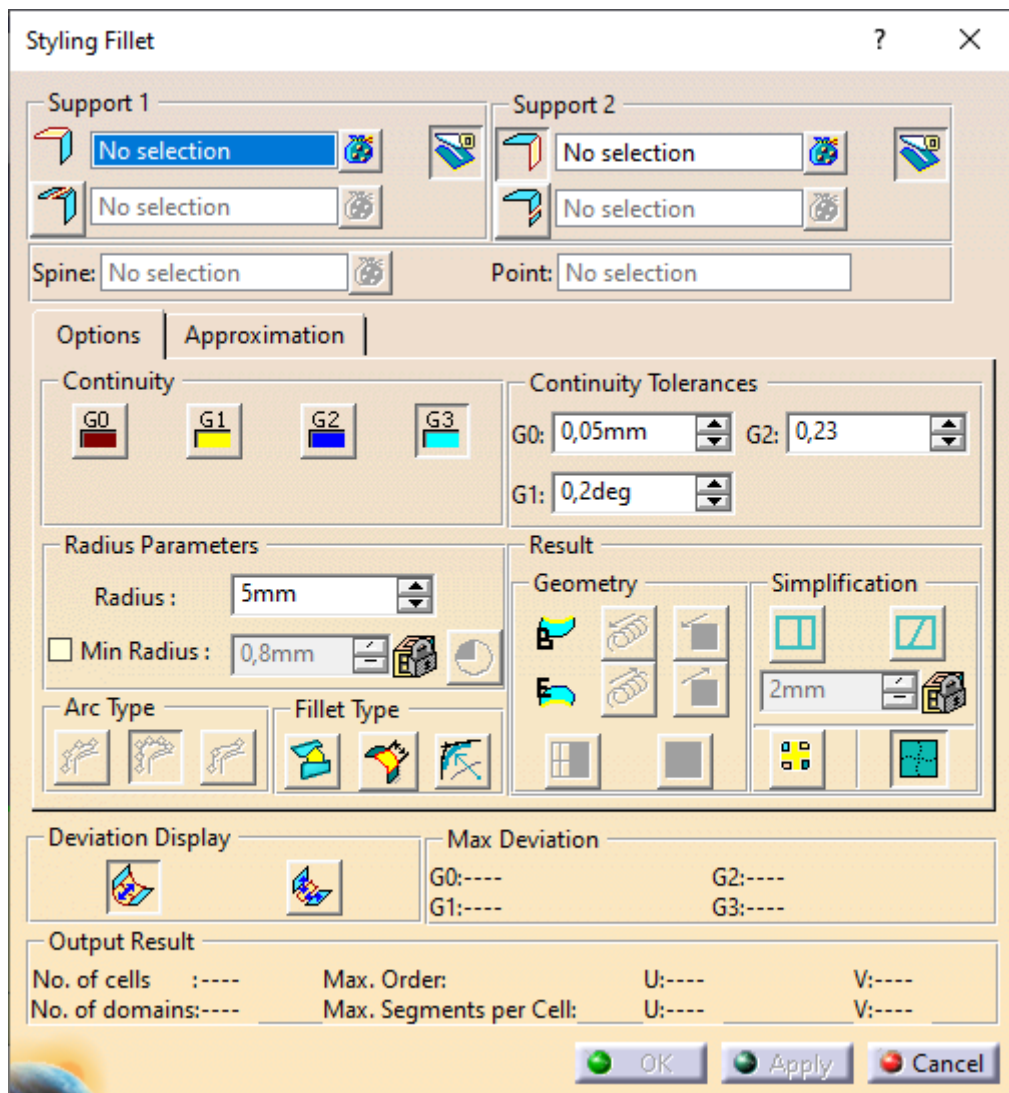 Styling Fillet ?
Support 1 Support 2
No selection No selection
No selection No selection
Spine: No selection Point: No selection
Options Approximation
Continuity Continuity Tolerances
G0 G1 G2 G3
G0: 0,05mm G2: 0,23
G1: 0,2deg
Radius Parameters Result
Radius : 5mm Geometry Simplification
B
Min Radius : 0,8mm
E 2mm
Arc Type Fillet Type
Deviation Display Max Deviation
G0:---- G2:----
G1:---- G3:----
Output Result
No. of cells :---- Max. Order: U:---- V:----
No. of domains:---- Max. Segments per Cell: U:---- V:----
OK Apply Cancel